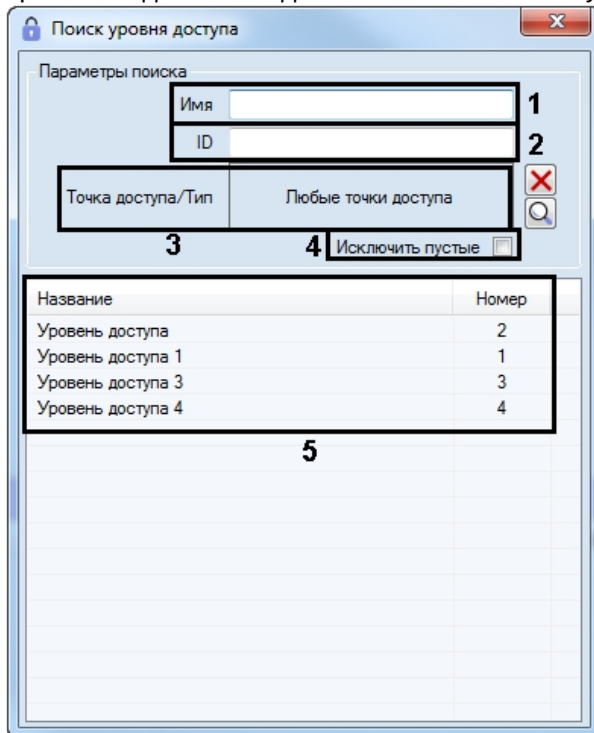 Поиск уровня доступа
Параметры поиска
Имя 1
ID 2
Точка доступа/Тип Любые точки доступа
3 4 Исключить пустые
Название Номер
Уровень доступа 2
Уровень доступа 1 1
Уровень доступа 3 3
Уровень доступа 4 4
5